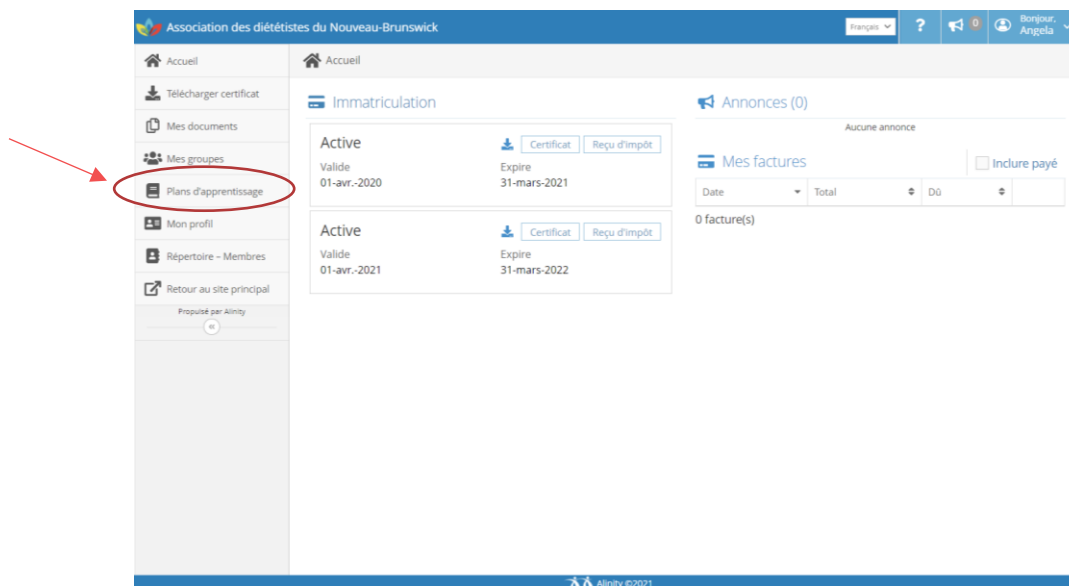 Association des diététistes du Nouveau-Brunswick
Français
?
0
Bonjour,
Angela
Accueil
Télécharger certificat
Mes documents
Mes groupes
Plans d'apprentissage
Mon profil
Répertoire – Membres
Retour au site principal
Propulsé par Alinity
Accueil
Immatriculation
Active
Certificat
Reçu d'impôt
Valide
Expire
01-avr.-2020
31-mars-2021
Active
Certificat
Reçu d'impôt
Valide
Expire
01-avr.-2021
31-mars-2022
Annonces (0)
Aucune annonce
Mes factures
Inclure payé
Date
Total
Dû
0 facture(s)
Alinity ©2021